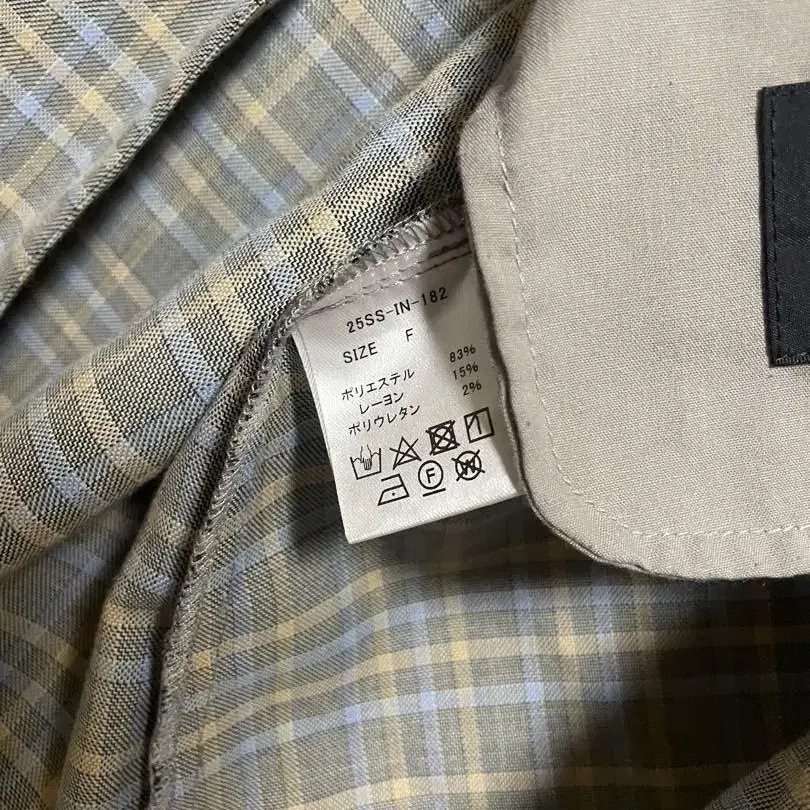 25SS-IN-182
SIZE F
ポリエステル 83%
レーヨン 15%
ポリウレタン 2%
F
W